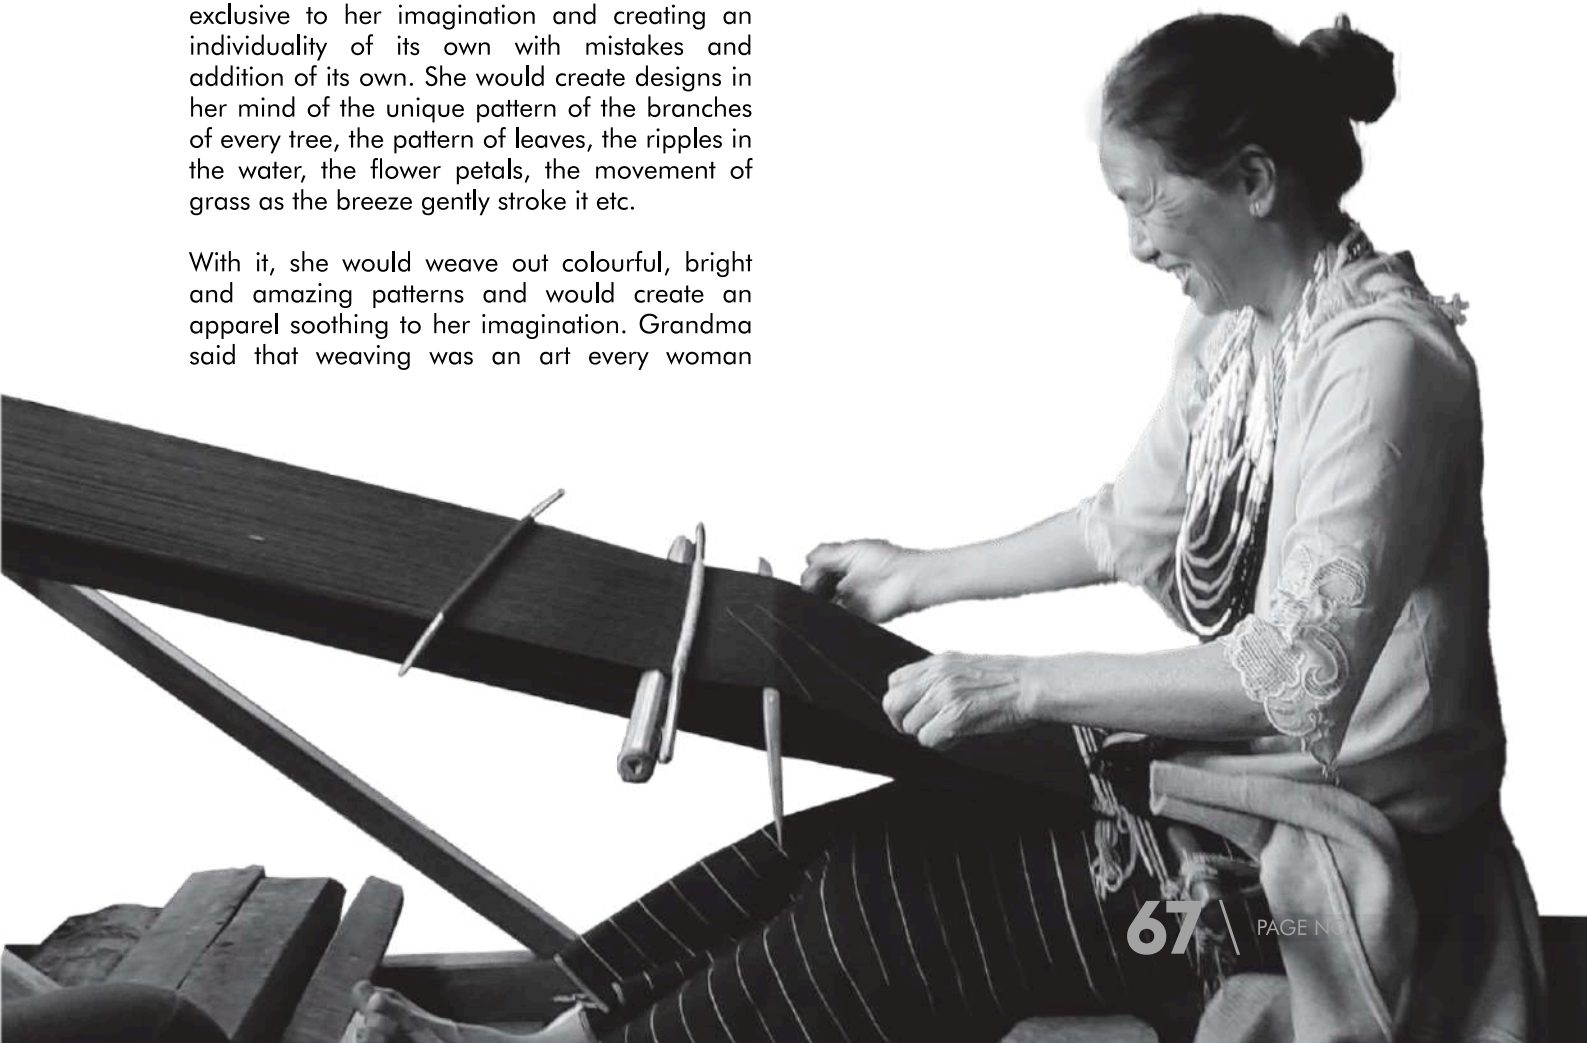 exclusive to her imagination and creating an
individuality of its own with mistakes and
addition of its own. She would create designs in
her mind of the unique pattern of the branches
of every tree, the pattern of leaves, the ripples in
the water, the flower petals, the movement of
grass as the breeze gently stroke it etc.
With it, she would weave out colourful, bright
and amazing patterns and would create an
apparel soothing to her imagination. Grandma
said that weaving was an art every woman
67 \ PAGE NO